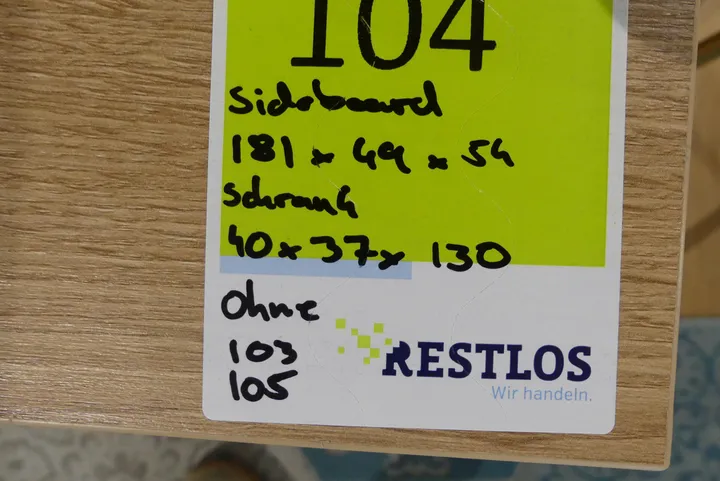 104
Sideboard
181 x 49 x 54
Schrank
40 x 37 x 130
Ohne
103
105
RESTLOS
Wir handeln.